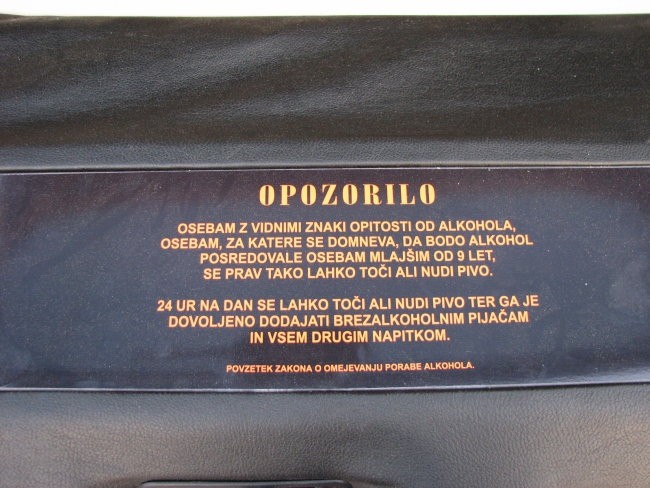 OPOZORILO
OSEBAM Z VIDNIMI ZNAKI OPITOSTI OD ALKOHOLA,
OSEBAM, ZA KATERE SE DOMNEVA, DA BODO ALKOHOL
POSREDOVALE OSEBAM MLAJŠIM OD 9 LET,
SE PRAV TAKO LAHKO TOČI ALI NUDI PIVO.
24 UR NA DAN SE LAHKO TOČI ALI NUDI PIVO TER GA JE
DOVOLJENO DODAJATI BREZALKOHOLNIM PIJAČAM
IN VSEM DRUGIM NAPITKOM.
POVZETEK ZAKONA O OMEJEVANJU PORABE ALKOHOLA.